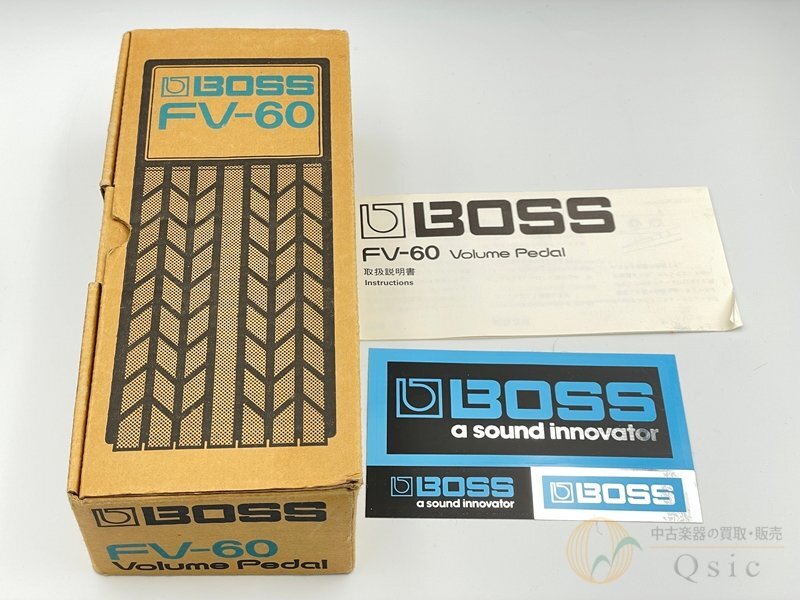 BOSS
FV-60
BOSS
FV-60
Volume Pedal
BOSS
FV-60 Volume Pedal
取扱説明書
Instructions
BOSS
a sound innovator
BOSS
a sound innovator
BOSS
中古楽器の買取・販売
Qsic